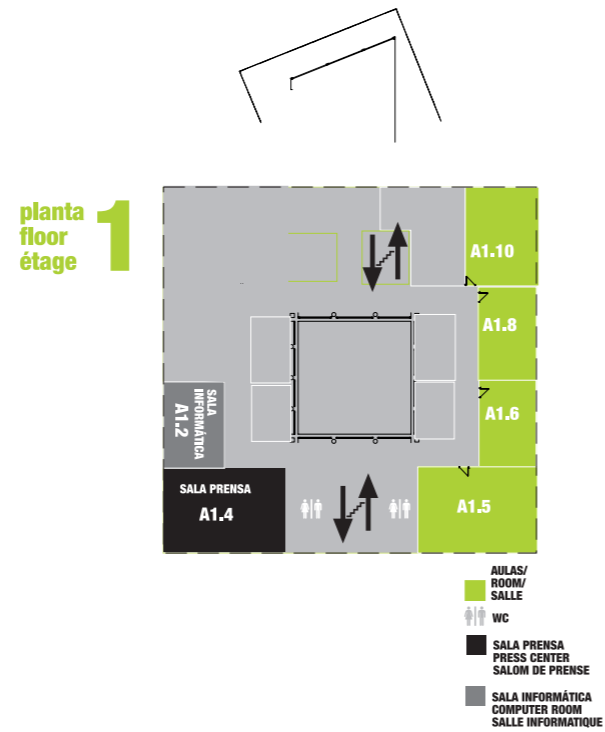 planta
floor
étage
1
A1.10
A1.8
A1.6
SALA
INFORMÁTICA
A1.2
SALA PRENSA
A1.4
A1.5
AULAS/
ROOM/
SALLE
WC
SALA PRENSA
PRESS CENTER
SALOM DE PRENSE
SALA INFORMÁTICA
COMPUTER ROOM
SALLE INFORMATIQUE